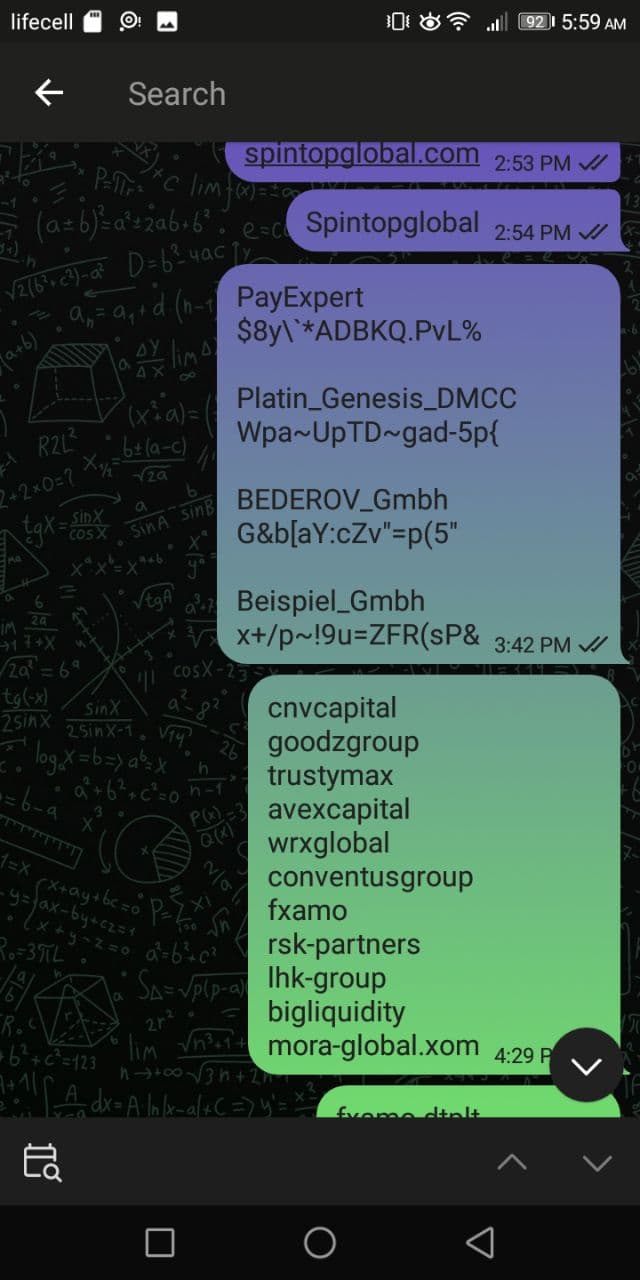 lifecell 92 5:59 AM
Search
spintopglobal.com 2:53 PM
Spintopglobal 2:54 PM
PayExpert
$8y\`*ADBKQ.PvL%
Platin_Genesis_DMCC
Wpa~UpTD~gad-5p{
BEDEROV_Gmbh
G&b[aY:cZv"=p(5"
Beispiel_Gmbh
x+/p~!9u=ZFR(sP& 3:42 PM
cnvcapital
goodzgroup
trustymax
avexcapital
wrxglobal
conventusgroup
fxamo
rsk-partners
lhk-group
bigliquidity
mora-global.xom 4:29 P